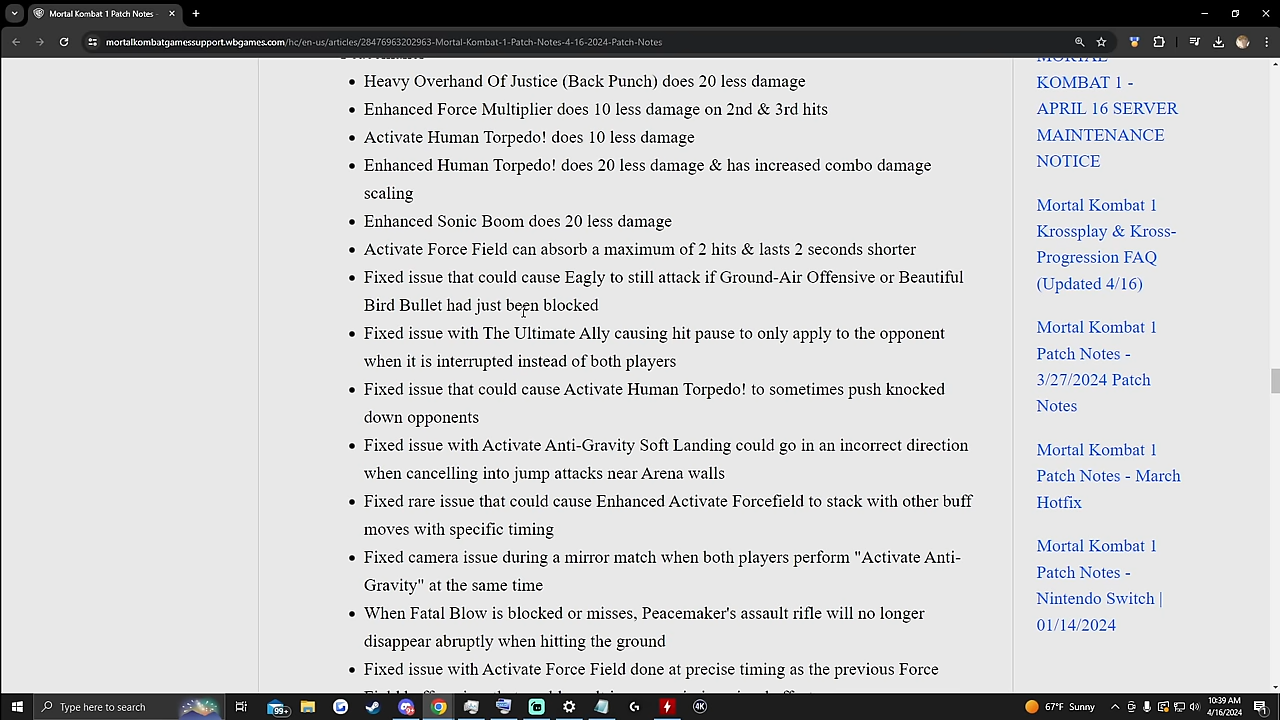 Mortal Kombat 1 Patch Notes -
mortalkombatgamessupport.wbgames.com/hc/en-us/articles/28476963202963-Mortal-Kombat-1-Patch-Notes-4-16-2024-Patch-Notes
Heavy Overhand Of Justice (Back Punch) does 20 less damage
Enhanced Force Multiplier does 10 less damage on 2nd & 3rd hits
Activate Human Torpedo! does 10 less damage
Enhanced Human Torpedo! does 20 less damage & has increased combo damage
scaling
Enhanced Sonic Boom does 20 less damage
Activate Force Field can absorb a maximum of 2 hits & lasts 2 seconds shorter
Fixed issue that could cause Eagly to still attack if Ground-Air Offensive or Beautiful
Bird Bullet had just been blocked
Fixed issue with The Ultimate Ally causing hit pause to only apply to the opponent
when it is interrupted instead of both players
Fixed issue that could cause Activate Human Torpedo! to sometimes push knocked
down opponents
Fixed issue with Activate Anti-Gravity Soft Landing could go in an incorrect direction
when cancelling into jump attacks near Arena walls
Fixed rare issue that could cause Enhanced Activate Forcefield to stack with other buff
moves with specific timing
Fixed camera issue during a mirror match when both players perform "Activate Anti-
Gravity" at the same time
When Fatal Blow is blocked or misses, Peacemaker's assault rifle will no longer
disappear abruptly when hitting the ground
Fixed issue with Activate Force Field done at precise timing as the previous Force
MORTAL
KOMBAT 1 -
APRIL 16 SERVER
MAINTENANCE
NOTICE
Mortal Kombat 1
Krossplay & Kross-
Progression FAQ
(Updated 4/16)
Mortal Kombat 1
Patch Notes -
3/27/2024 Patch
Notes
Mortal Kombat 1
Patch Notes - March
Hotfix
Mortal Kombat 1
Patch Notes -
Nintendo Switch |
01/14/2024
Type here to search
99+
4K
67°F Sunny
10:39 AM
4/16/2024